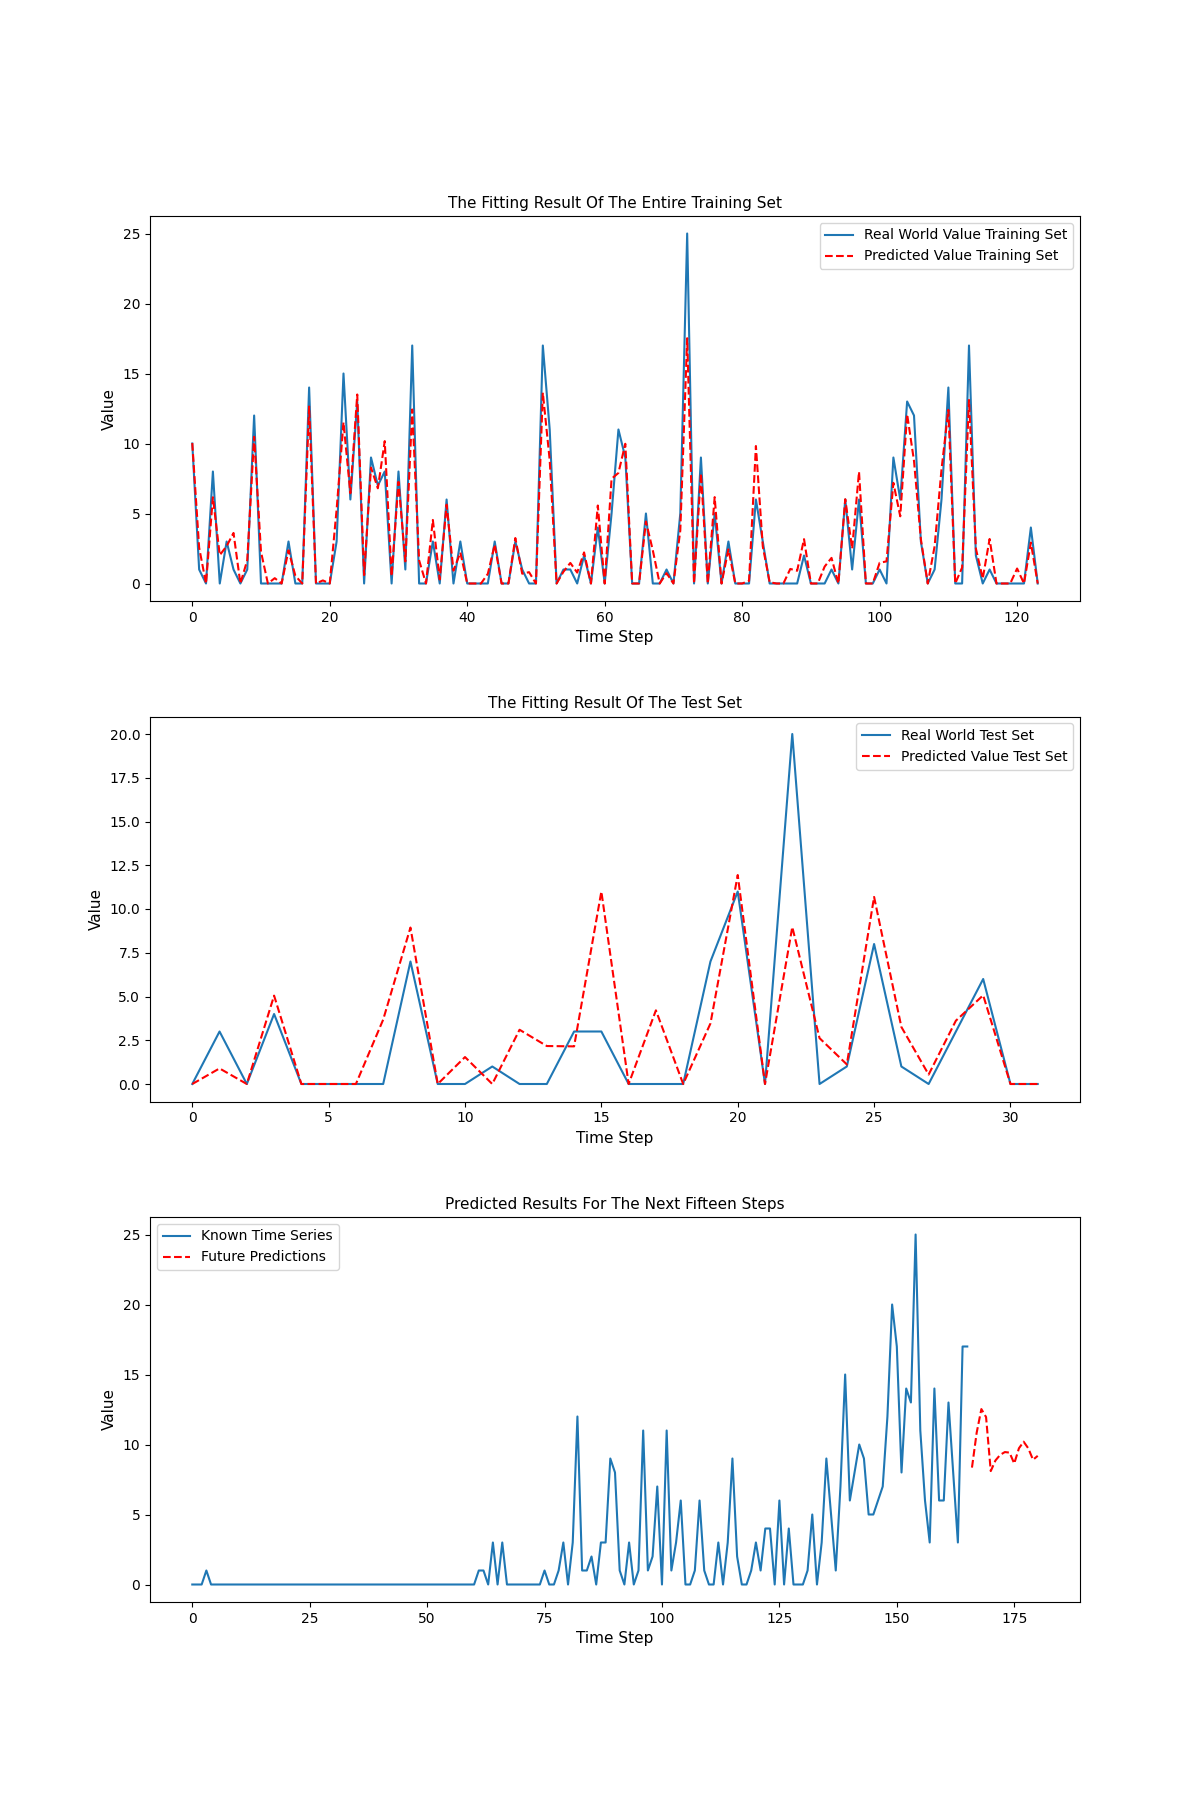 The Fitting Result Of The Entire Training Set
25
20
15
10
5
0
Value
Real World Value Training Set
Predicted Value Training Set
0 20 40 60 80 100 120
Time Step
The Fitting Result Of The Test Set
20.0
17.5
15.0
12.5
10.0
7.5
5.0
2.5
0.0
Value
Real World Test Set
Predicted Value Test Set
0 5 10 15 20 25 30
Time Step
Predicted Results For The Next Fifteen Steps
25
20
15
10
5
0
Value
Known Time Series
Future Predictions
0 25 50 75 100 125 150 175
Time Step